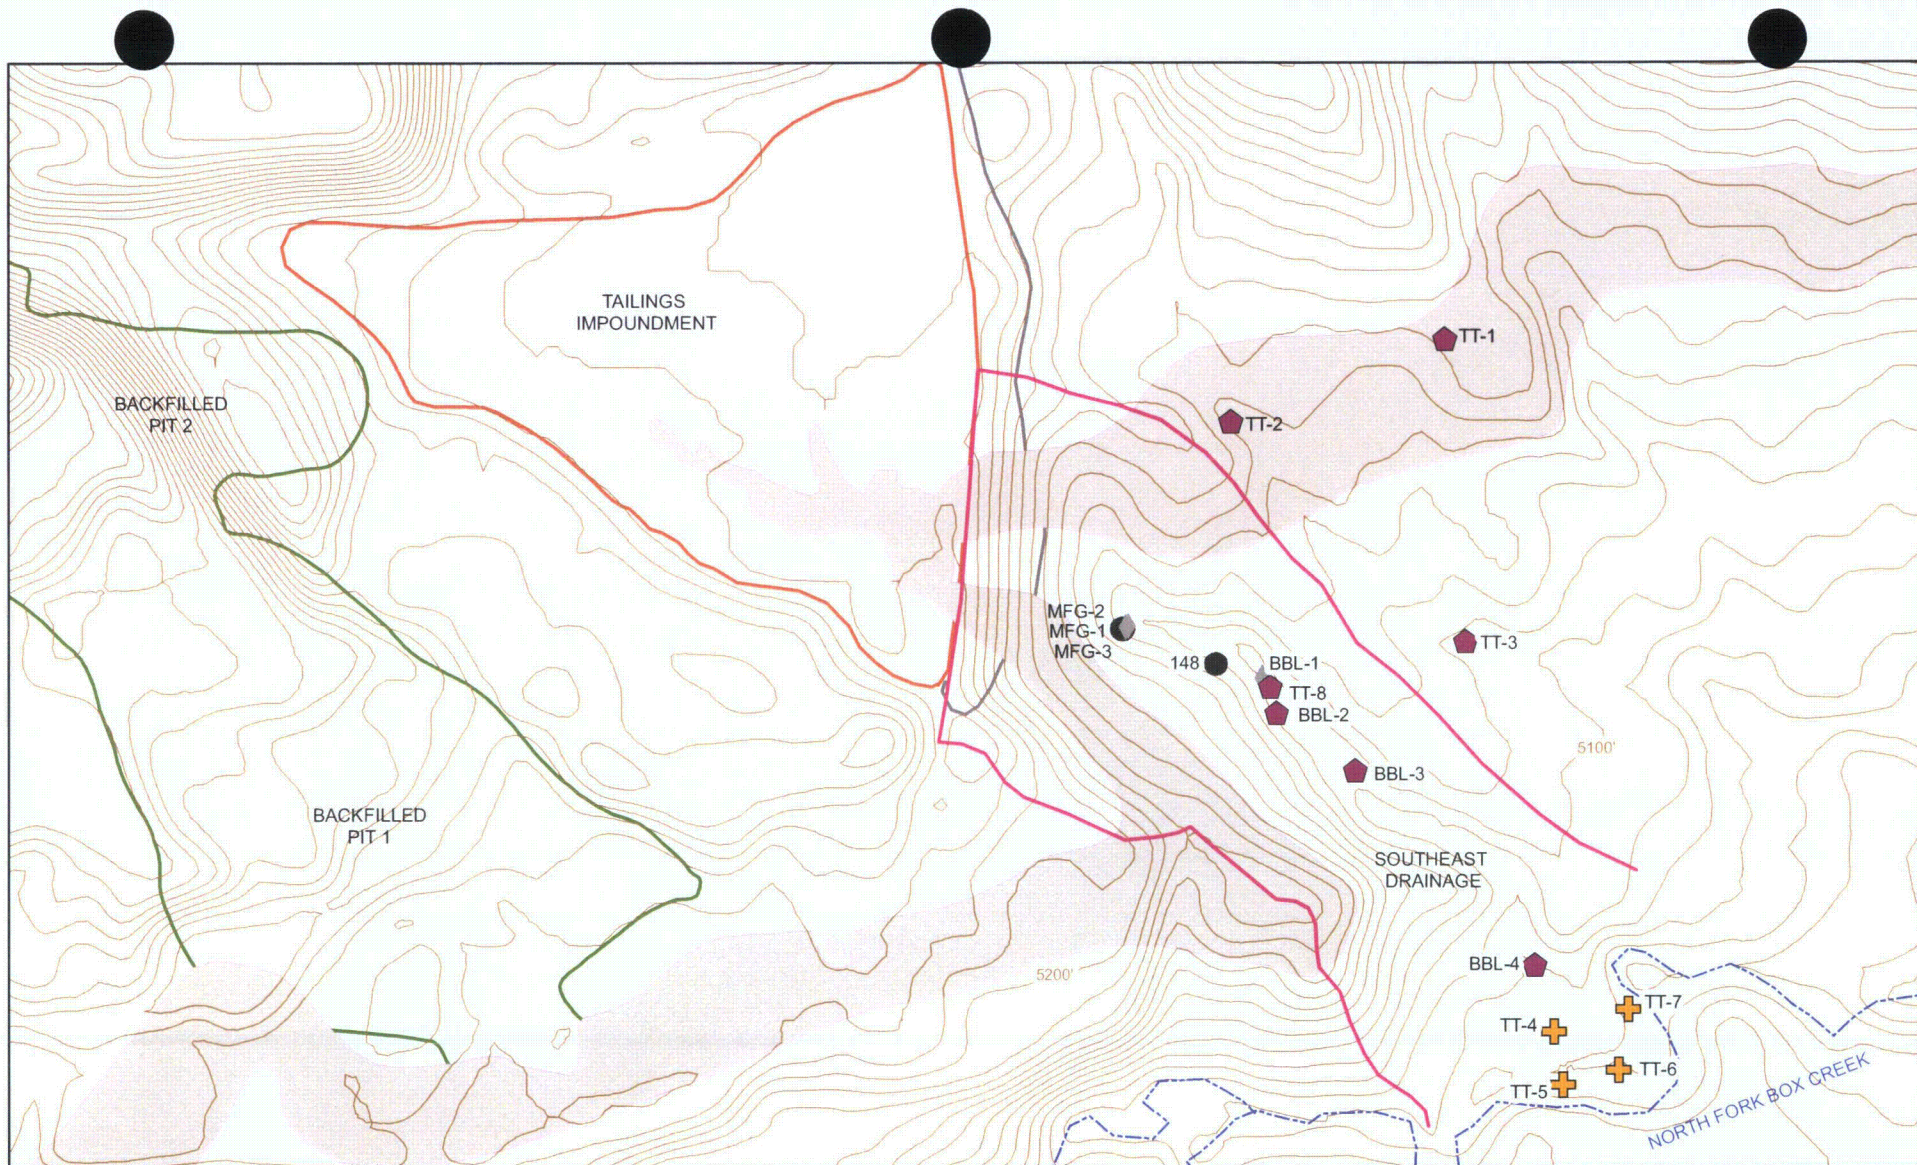 TAILINGS
IMPOUNDMENT
TT-1
BACKFILLED
PIT 2
TT-2
MFG-2
MFG-1
MFG-3
148
BBL-1
TT-8
BBL-2
TT-3
5100'
BBL-3
BACKFILLED
PIT 1
SOUTHEAST
DRAINAGE
5200'
BBL-4
TT-7
TT-4
TT-6
TT-5
NORTH FORK BOX CREEK